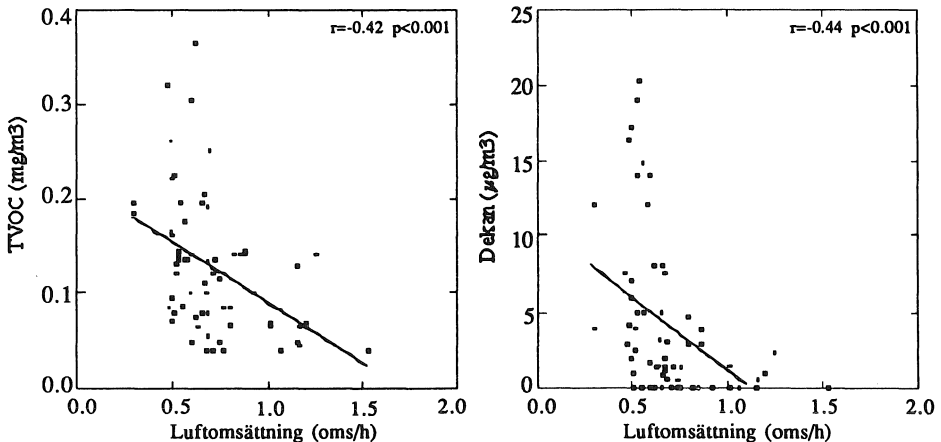 r=-0.42 p<0.001
0.4
0.3
0.2
0.1
0.0
TVOC (mg/m3)
0.0 0.5 1.0 1.5 2.0
Luftomsättning (oms/h)
r=-0.44 p<0.001
25
20
15
10
5
0
Dekan (µg/m3)
0.0 0.5 1.0 1.5 2.0
Luftomsättning (oms/h)